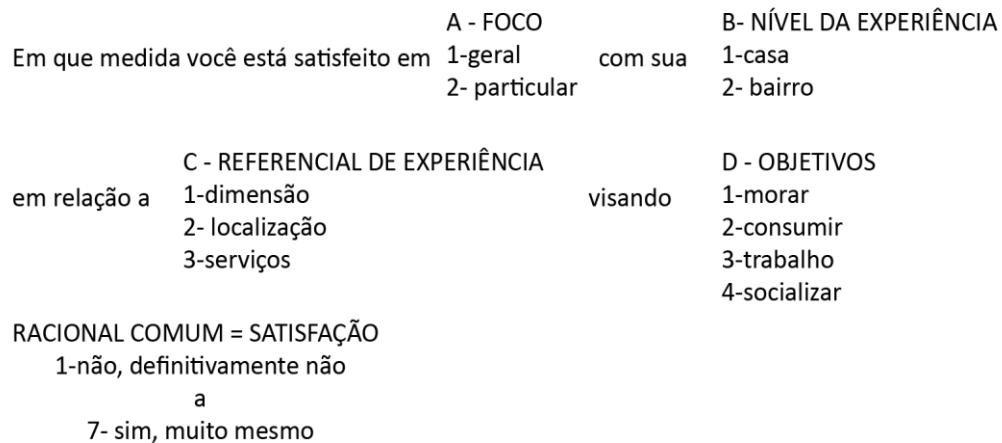 A - FOCO
B- NÍVEL DA EXPERIÊNCIA
Em que medida você está satisfeito em
1-geral
2- particular
com sua
1-casa
2- bairro
C - REFERENCIAL DE EXPERIÊNCIA
D - OBJETIVOS
em relação a
1-dimensão
2- localização
3-serviços
visando
1-morar
2-consumir
3-trabalho
4-socializar
RACIONAL COMUM = SATISFAÇÃO
1-não, definitivamente não
a
7- sim, muito mesmo